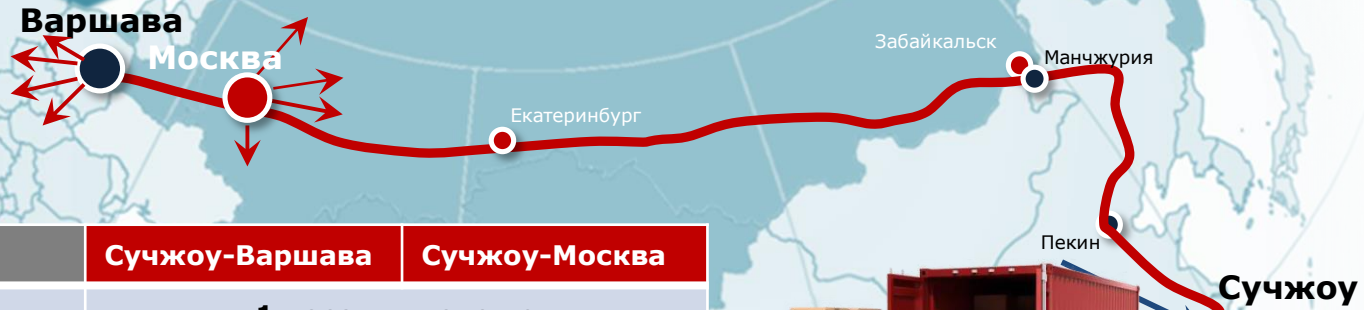 Варшава
Москва
Забайкальск
Манчжурия
Екатеринбург
Пекин
Сучжоу
Сучжоу-Варшава
Сучжоу-Москва